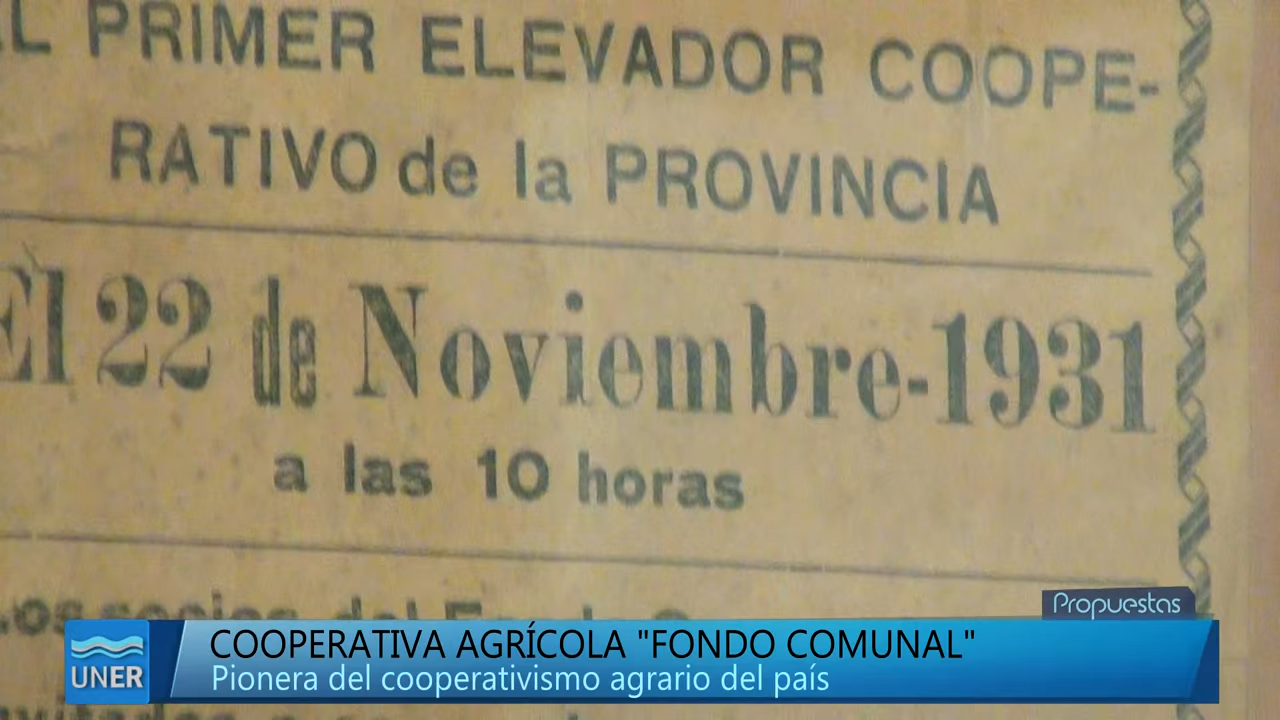 PRIMER ELEVADOR COOPE-
RATIVO de la PROVINCIA
El 22 de Noviembre-1931
a las 10 horas
Propuestas
UNER
COOPERATIVA AGRÍCOLA "FONDO COMUNAL"
Pionera del cooperativismo agrario del país